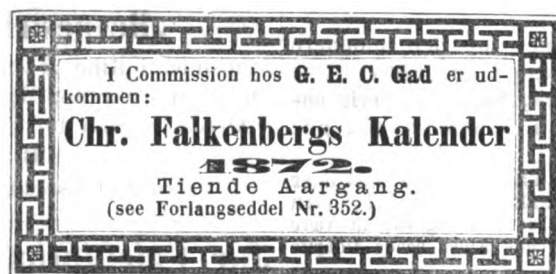 I Commission hos G. E. C. Gad er ud-
kommen:
Chr. Falkenbergs Kalender
1872.
Tiende Aargang.
(see Forlangseddel Nr. 352.)